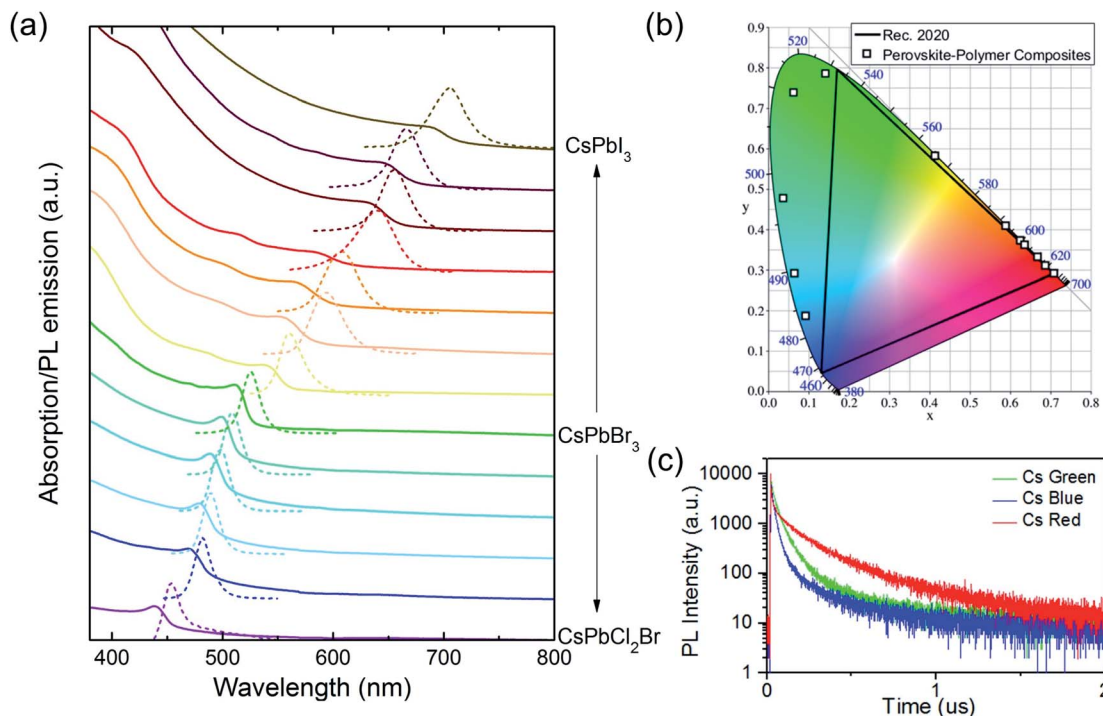 (a)
Absorption/PL emission (a.u.)
CsPbI3
CsPbBr3
CsPbCl2Br
400
500
600
700
800
Wavelength (nm)
(b)
Rec. 2020
Perovskite-Polymer Composites
0.9
0.8
0.7
0.6
0.5
y
0.4
0.3
0.2
0.1
0.0
0.0 0.1 0.2 0.3 0.4 0.5 0.6 0.7 0.8
x
520
540
560
580
600
620
700
500
490
480
470
460
380
(c)
PL Intensity (a.u.)
10000
1000
100
10
1
Cs Green
Cs Blue
Cs Red
0
1
2
Time (us)